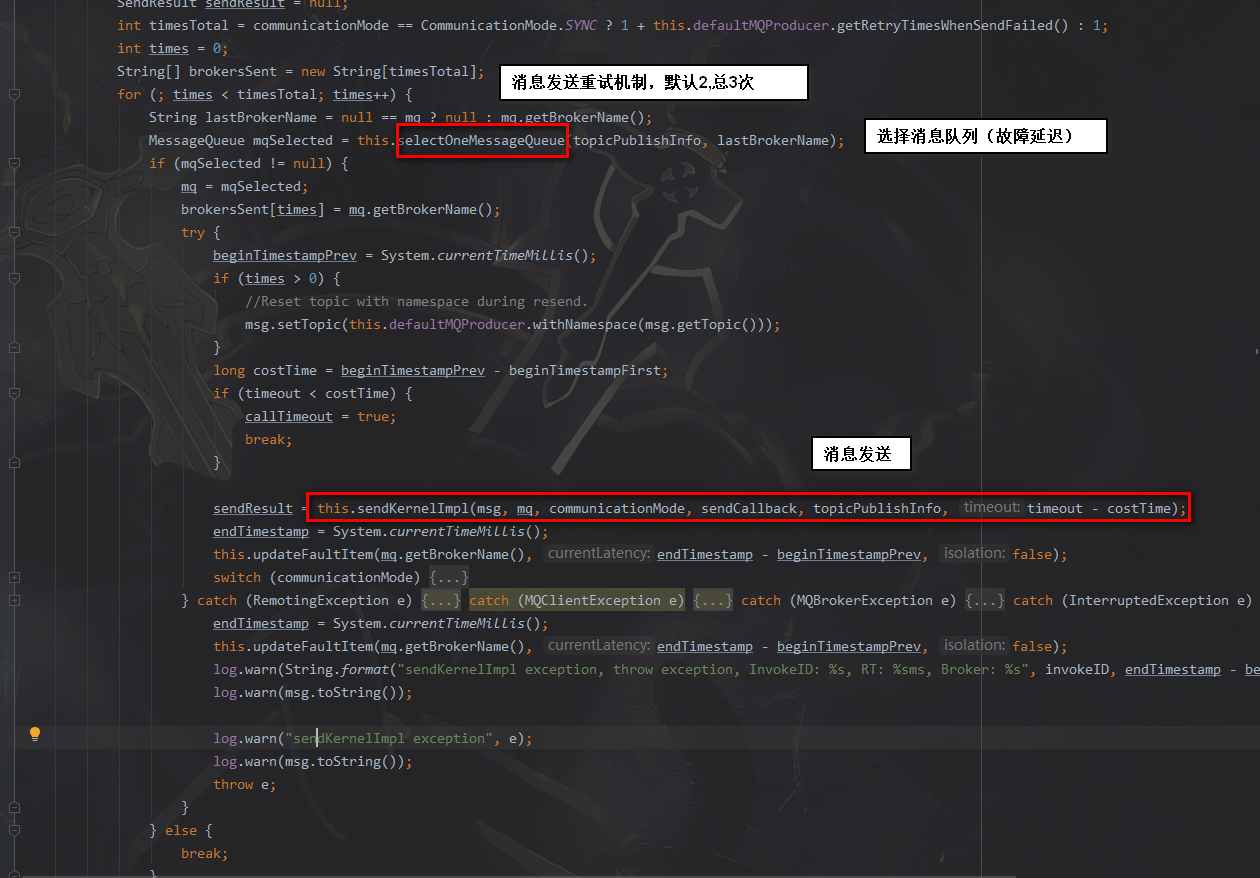 SendResult sendResult = null;
int timesTotal = communicationMode == CommunicationMode.SYNC ? 1 + this.defaultMQProducer.getRetryTimesWhenSendFailed() : 1;
int times = 0;
String[] brokersSent = new String[timesTotal];
消息发送重试机制，默认2,总3次
for (; times < timesTotal; times++) {
String lastBrokerName = null == mq ? null : mq.getBrokerName();
MessageQueue mqSelected = this.selectOneMessageQueue(topicPublishInfo, lastBrokerName);
选择消息队列（故障延迟）
if (mqSelected != null) {
mq = mqSelected;
brokersSent[times] = mq.getBrokerName();
try {
beginTimestampPrev = System.currentTimeMillis();
if (times > 0) {
//Reset topic with namespace during resend.
msg.setTopic(this.defaultMQProducer.withNamespace(msg.getTopic()));
}
long costTime = beginTimestampPrev - beginTimestampFirst;
if (timeout < costTime) {
callTimeout = true;
break;
}
消息发送
sendResult = this.sendKernelImpl(msg, mq, communicationMode, sendCallback, topicPublishInfo, timeout: timeout - costTime);
endTimestamp = System.currentTimeMillis();
this.updateFaultItem(mq.getBrokerName(), currentLatency: endTimestamp - beginTimestampPrev, isolation: false);
switch (communicationMode) {...}
} catch (RemotingException e) {...} catch (MQClientException e) {...} catch (MQBrokerException e) {...} catch (InterruptedException e)
endTimestamp = System.currentTimeMillis();
this.updateFaultItem(mq.getBrokerName(), currentLatency: endTimestamp - beginTimestampPrev, isolation: false);
log.warn(String.format("sendKernelImpl exception, throw exception, InvokeID: %s, RT: %sms, Broker: %s", invokeID, endTimestamp - be
log.warn(msg.toString());
log.warn("sendKernelImpl exception", e);
log.warn(msg.toString());
throw e;
}
} else {
break;
}